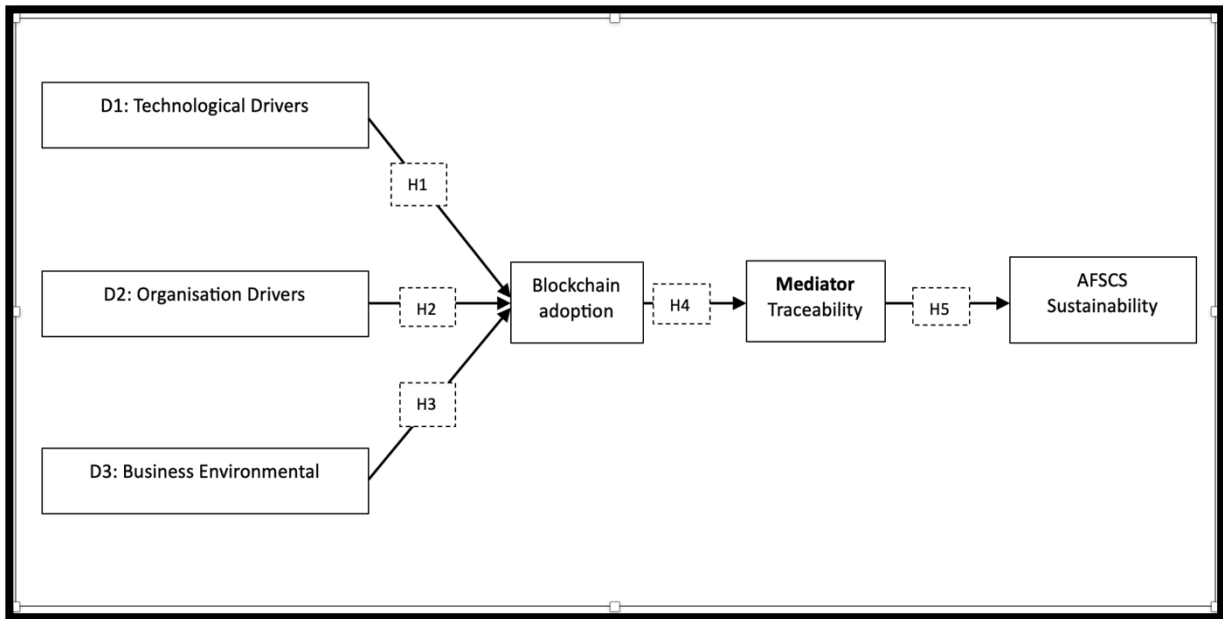 D1: Technological Drivers
H1
D2: Organisation Drivers
H2
Blockchain
adoption
H4
Mediator
Traceability
H5
AFSCS
Sustainability
H3
D3: Business Environmental